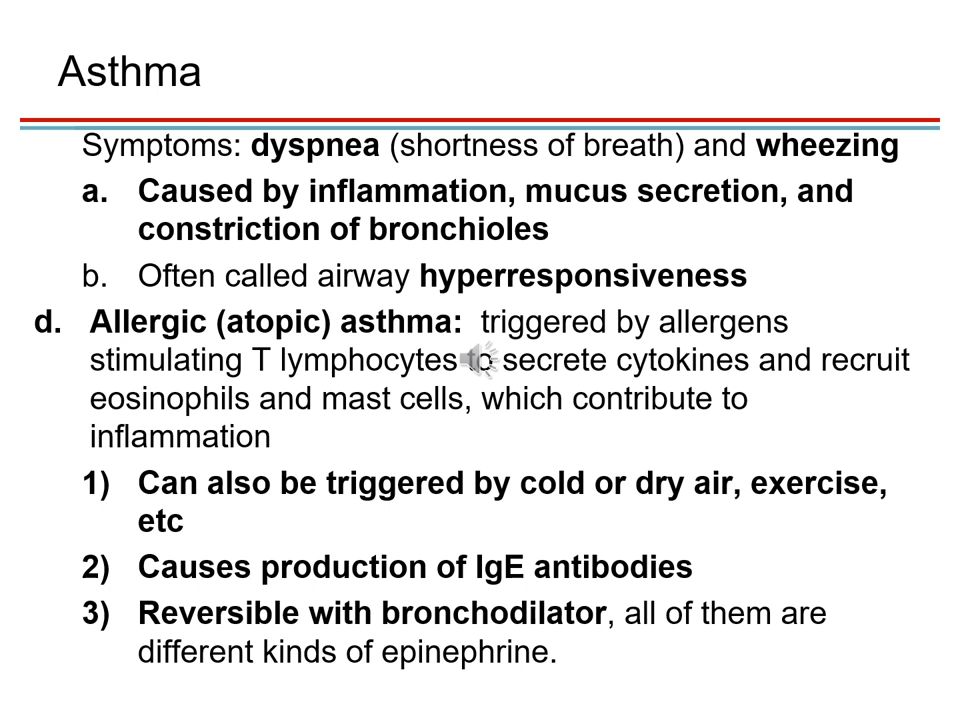 Asthma
Symptoms: dyspnea (shortness of breath) and wheezing
a. Caused by inflammation, mucus secretion, and
constriction of bronchioles
b. Often called airway hyperresponsiveness
d. Allergic (atopic) asthma: triggered by allergens
stimulating T lymphocytes to secrete cytokines and recruit
eosinophils and mast cells, which contribute to
inflammation
1) Can also be triggered by cold or dry air, exercise,
etc
2) Causes production of IgE antibodies
3) Reversible with bronchodilator, all of them are
different kinds of epinephrine.